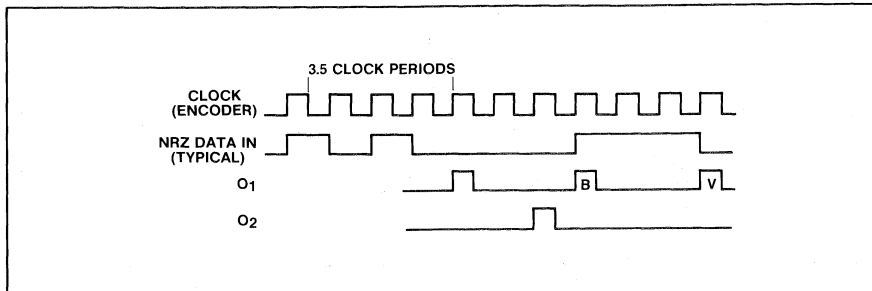 3.5 CLOCK PERIODS
CLOCK
(ENCODER)
NRZ DATA IN
(TYPICAL)
O1
B
V
O2